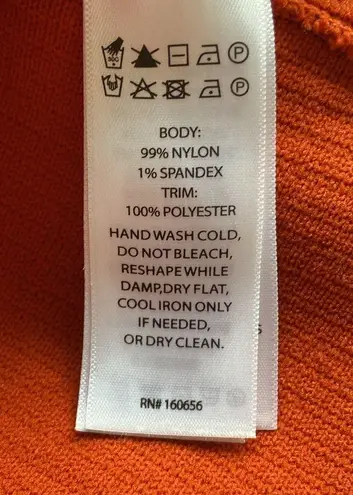 BODY:
99% NYLON
1% SPANDEX
TRIM:
100% POLYESTER
HAND WASH COLD,
DO NOT BLEACH,
RESHAPE WHILE
DAMP,DRY FLAT,
COOL IRON ONLY
IF NEEDED,
OR DRY CLEAN.
RN# 160656